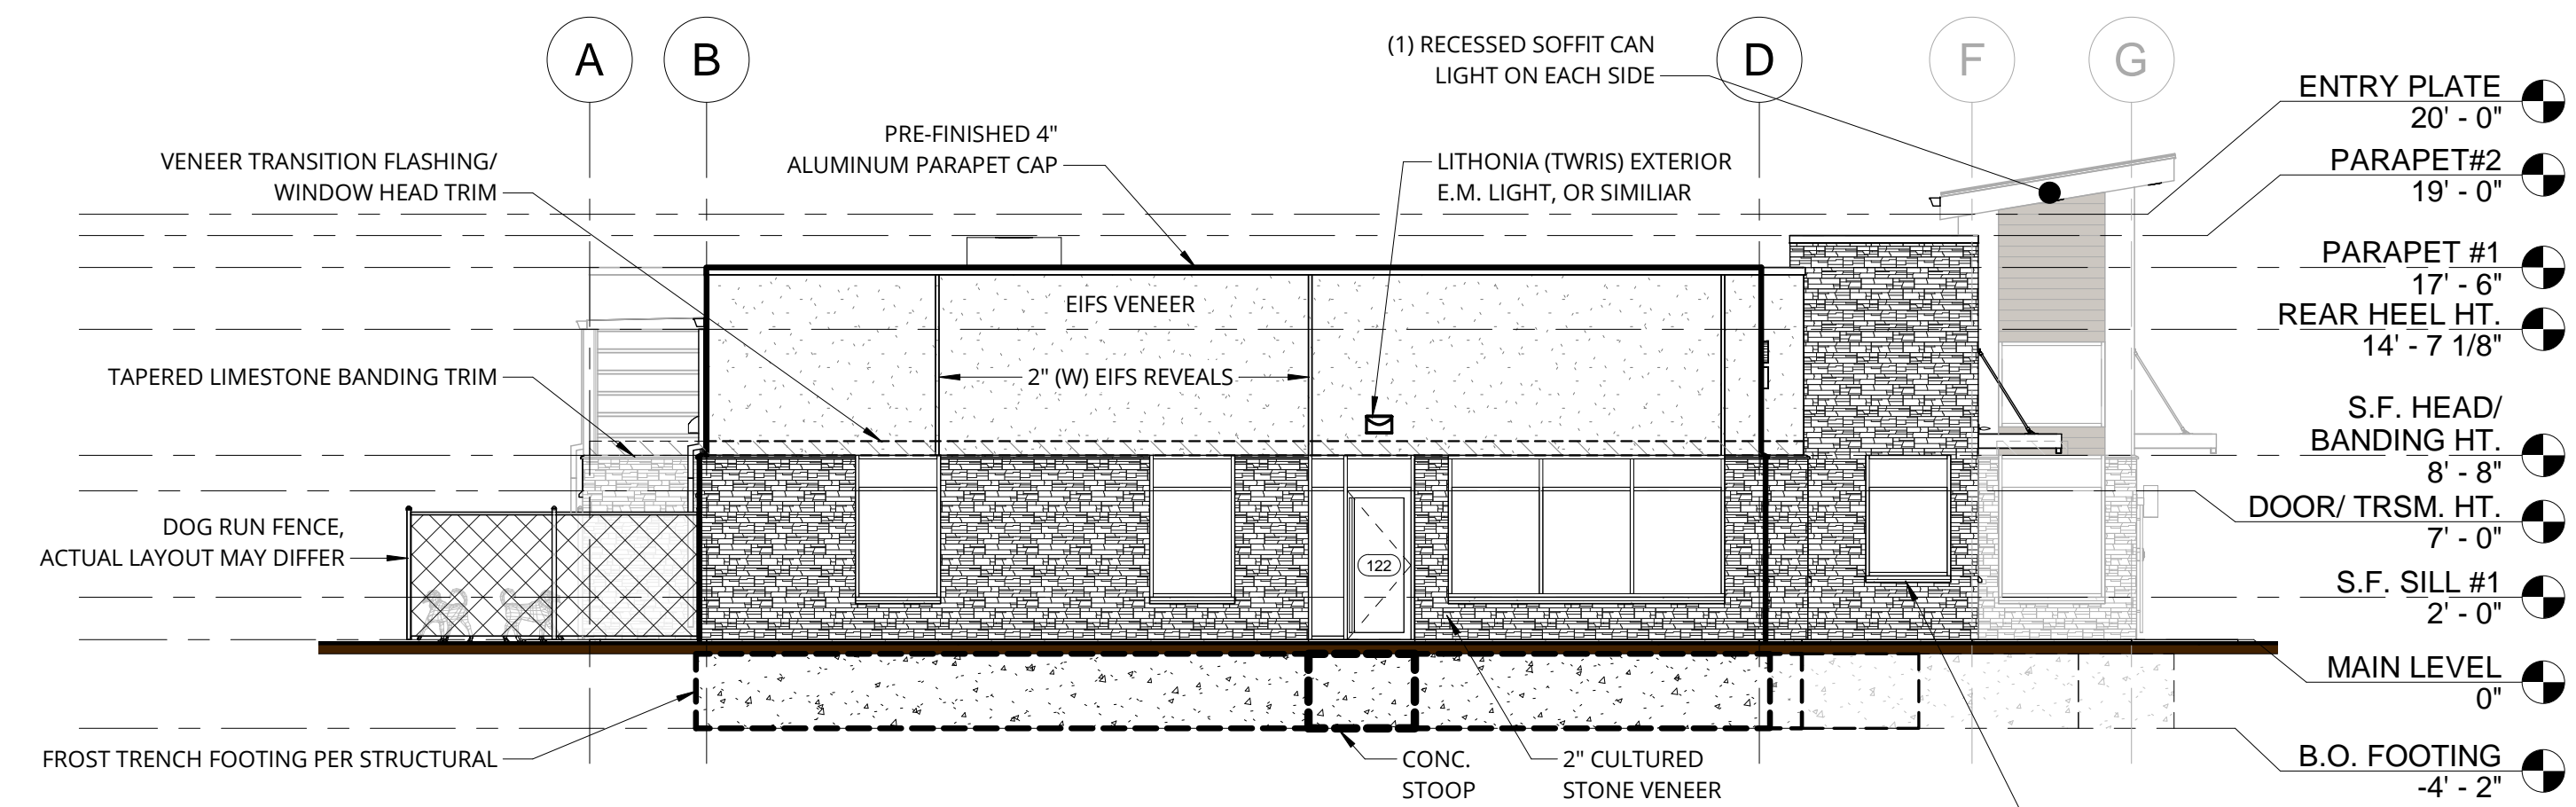 A
B
D
F
G
(1) RECESSED SOFFIT CAN
LIGHT ON EACH SIDE
PRE-FINISHED 4"
ALUMINUM PARAPET CAP
VENEER TRANSITION FLASHING/
WINDOW HEAD TRIM
LITHONIA (TWRIS) EXTERIOR
E.M. LIGHT, OR SIMILIAR
EIFS VENEER
2" (W) EIFS REVEALS
TAPERED LIMESTONE BANDING TRIM
DOG RUN FENCE,
ACTUAL LAYOUT MAY DIFFER
122
FROST TRENCH FOOTING PER STRUCTURAL
CONC.
STOOP
2" CULTURED
STONE VENEER
ENTRY PLATE
20' - 0"
PARAPET#2
19' - 0"
PARAPET #1
17' - 6"
REAR HEEL HT.
14' - 7 1/8"
S.F. HEAD/
BANDING HT.
8' - 8"
DOOR/ TRSM. HT.
7' - 0"
S.F. SILL #1
2' - 0"
MAIN LEVEL
0"
B.O. FOOTING
-4' - 2"